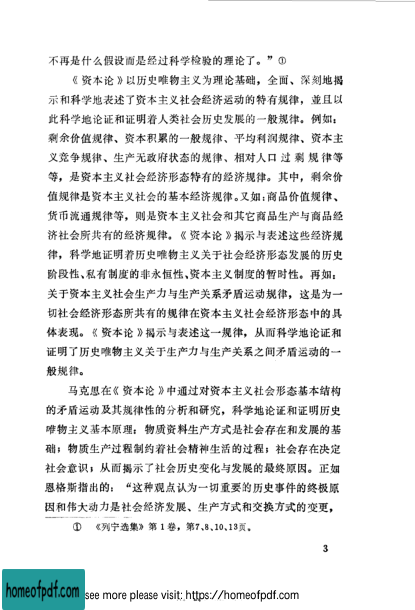 不再是什么假设而是经过科学检验的理论了。”①
《资本论》以历史唯物主义为理论基础，全面、深刻地揭
示和科学地表述了资本主义社会经济运动的特有规律，並且以
此科学地论证和证明着人类社会历史发展的一般规律。例如：
剩余价值规律、资本积累的一般规律、平均利润规律、资本主
义竞争规律、生产无政府状态的规律、相对人口过剩规律等
等，是资本主义社会经济形态特有的经济规律。其中，剩余价
值规律是资本主义社会的基本经济规律。又如：商品价值规律、
货币流通规律等，则是资本主义社会和其它商品生产与商品经
济社会所共有的经济规律。《资本论》揭示与表述这些经济规
律，科学地证明着历史唯物主义关于社会经济形态发展的历史
阶段性、私有制度的非永恒性、资本主义制度的暂时性。再如：
关于资本主义社会生产力与生产关系矛盾运动规律，这是为一
切社会经济形态所共有的规律在资本主义社会经济形态中的具
体表现。《资本论》揭示与表述这一规律，从而科学地论证和
证明了历史唯物主义关于生产力与生产关系之间矛盾运动的一
般规律。
马克思在《资本论》中通过对资本主义社会形态基本结构
的矛盾运动及其规律性的分析和研究，科学地论证和证明历史
唯物主义基本原理：物质资料生产方式是社会存在和发展的基
础；物质生产过程制约着社会精神生活的过程；社会存在决定
社会意识；从而揭示了社会历史变化与发展的最终原因。正如
恩格斯指出的：“这种观点认为一切重要的历史事件的终极原
因和伟大动力是社会经济发展、生产方式和交换方式的变更，
① 《列宁选集》第1卷，第7、8、10、13页。
3
homeofpdf.com
see more please visit: https://homeofpdf.com